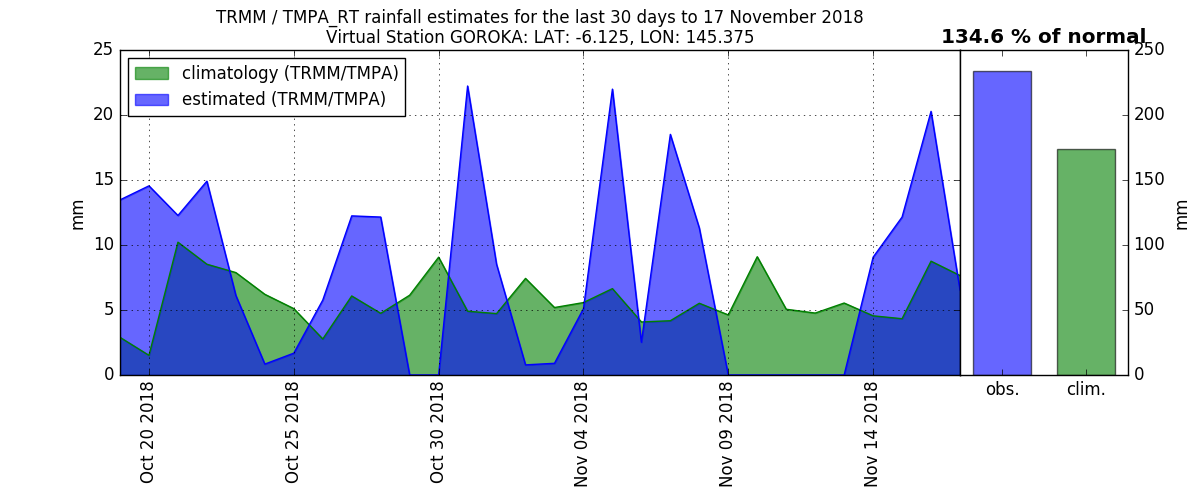 TRMM / TMPA_RT rainfall estimates for the last 30 days to 17 November 2018
Virtual Station GOROKA: LAT: -6.125, LON: 145.375
134.6 % of normal
climatology (TRMM/TMPA)
estimated (TRMM/TMPA)
25
20
15
10
5
0
mm
250
200
150
100
50
0
mm
Oct 20 2018
Oct 25 2018
Oct 30 2018
Nov 04 2018
Nov 09 2018
Nov 14 2018
obs.
clim.